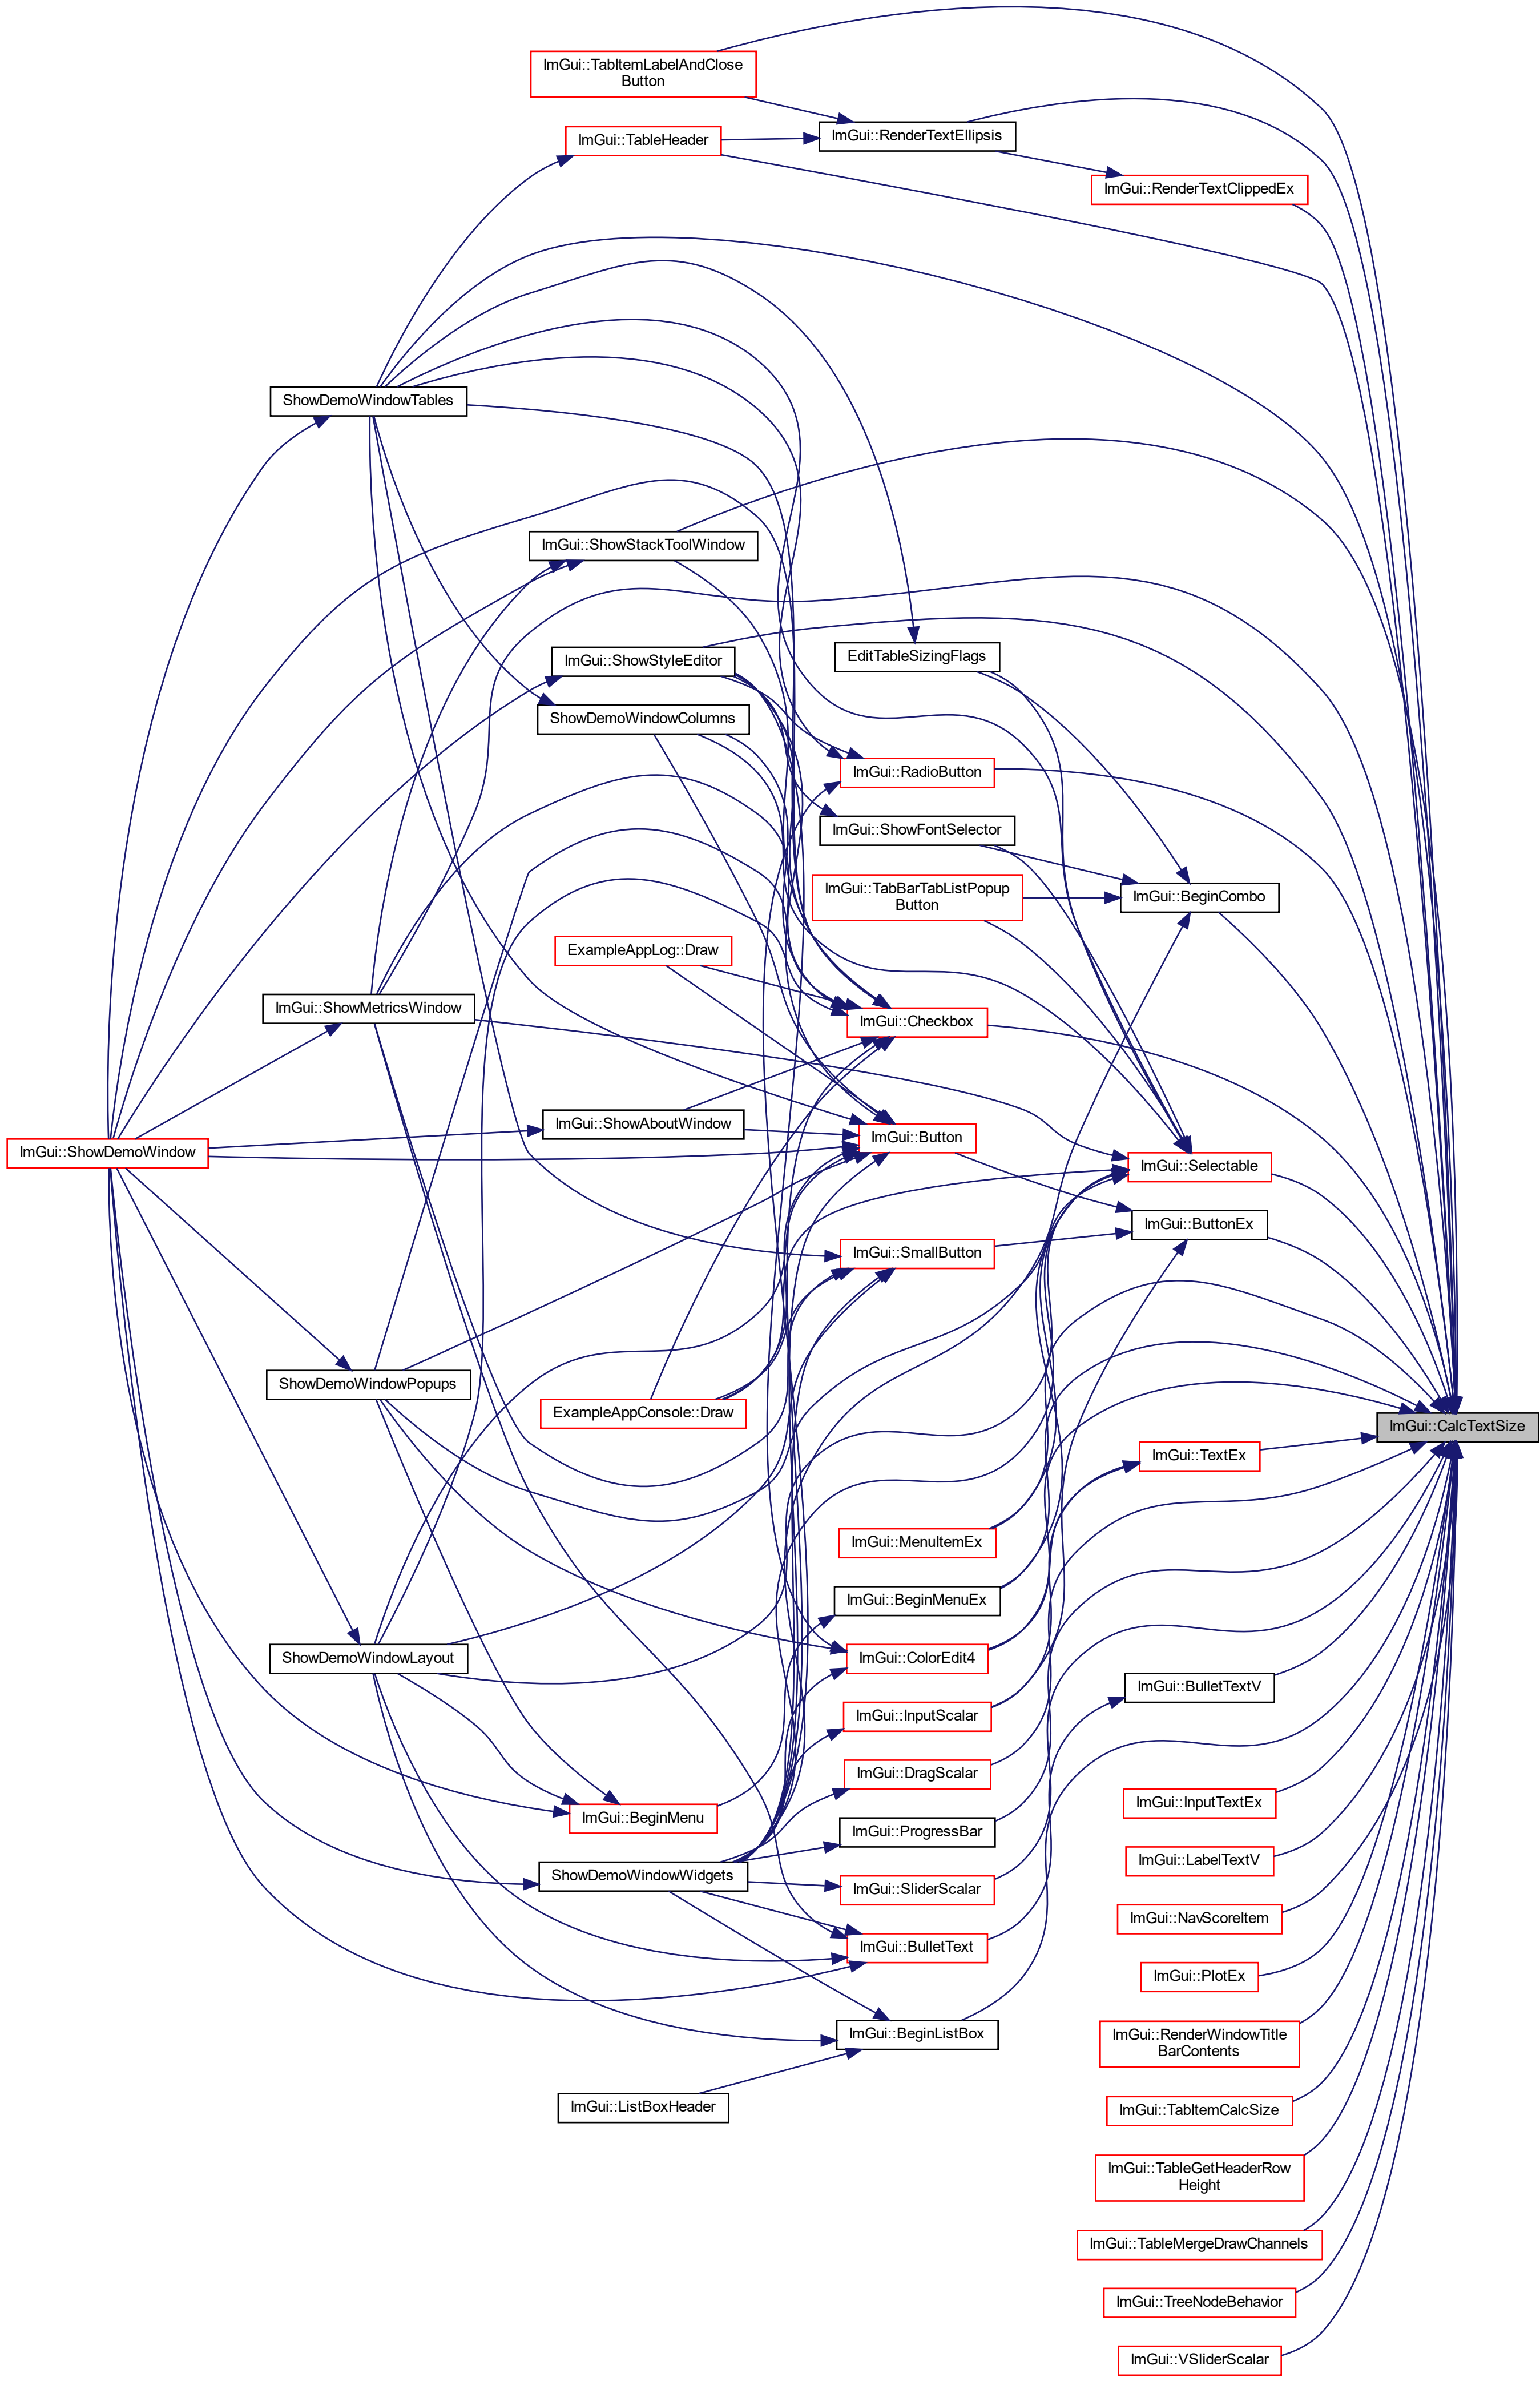 ImGui::TabItemLabelAndClose
Button
ImGui::RenderTextEllipsis
ImGui::TableHeader
ImGui::RenderTextClippedEx
ShowDemoWindowTables
ImGui::ShowStackToolWindow
EditTableSizingFlags
ImGui::ShowStyleEditor
ShowDemoWindowColumns
ImGui::RadioButton
ImGui::ShowFontSelector
ImGui::TabBarTabListPopup
Button
ImGui::BeginCombo
ExampleAppLog::Draw
ImGui::ShowMetricsWindow
ImGui::Checkbox
ImGui::ShowAboutWindow
ImGui::Button
ImGui::ShowDemoWindow
ImGui::Selectable
ImGui::ButtonEx
ImGui::SmallButton
ShowDemoWindowPopups
ExampleAppConsole::Draw
ImGui::CalcTextSize
ImGui::TextEx
ImGui::MenuItemEx
ImGui::BeginMenuEx
ShowDemoWindowLayout
ImGui::ColorEdit4
ImGui::BulletTextV
ImGui::InputScalar
ImGui::DragScalar
ImGui::InputTextEx
ImGui::BeginMenu
ImGui::ProgressBar
ImGui::LabelTextV
ShowDemoWindowWidgets
ImGui::SliderScalar
ImGui::NavScoreItem
ImGui::BulletText
ImGui::PlotEx
ImGui::BeginListBox
ImGui::RenderWindowTitle
BarContents
ImGui::ListBoxHeader
ImGui::TabItemCalcSize
ImGui::TableGetHeaderRow
Height
ImGui::TableMergeDrawChannels
ImGui::TreeNodeBehavior
ImGui::VSliderScalar